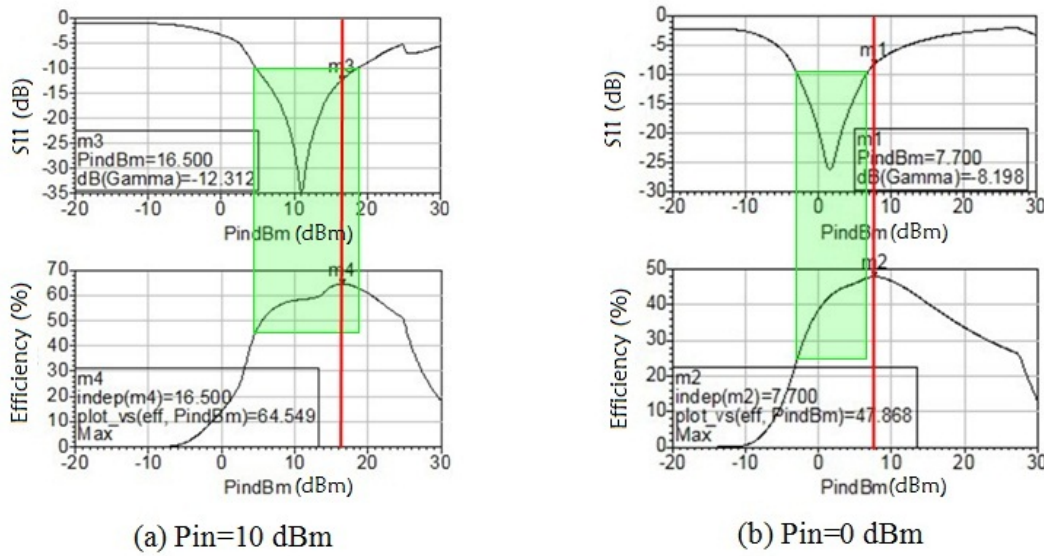 S11 (dB)
0
-5
-10
-15
-20
-25
-30
-35
m3
m3
PindBm=16.500
dB(Gamma)=-12.312
-20 -10 0 10 20 30
PindBm (dBm)
Efficiency (%)
70
60
50
40
30
20
10
0
m4
m4
indep(m4)=16.500
plot_vs(eff, PindBm)=64.549
Max
-20 -10 0 10 20 30
PindBm (dBm)
(a) Pin=10 dBm
S11 (dB)
0
-5
-10
-15
-20
-25
-30
m1
m1
PindBm=7.700
dB(Gamma)=-8.198
-20 -10 0 10 20 30
PindBm (dBm)
Efficiency (%)
50
40
30
20
10
0
m2
m2
indep(m2)=7.700
plot_vs(eff, PindBm)=47.868
Max
-20 -10 0 10 20 30
PindBm (dBm)
(b) Pin=0 dBm